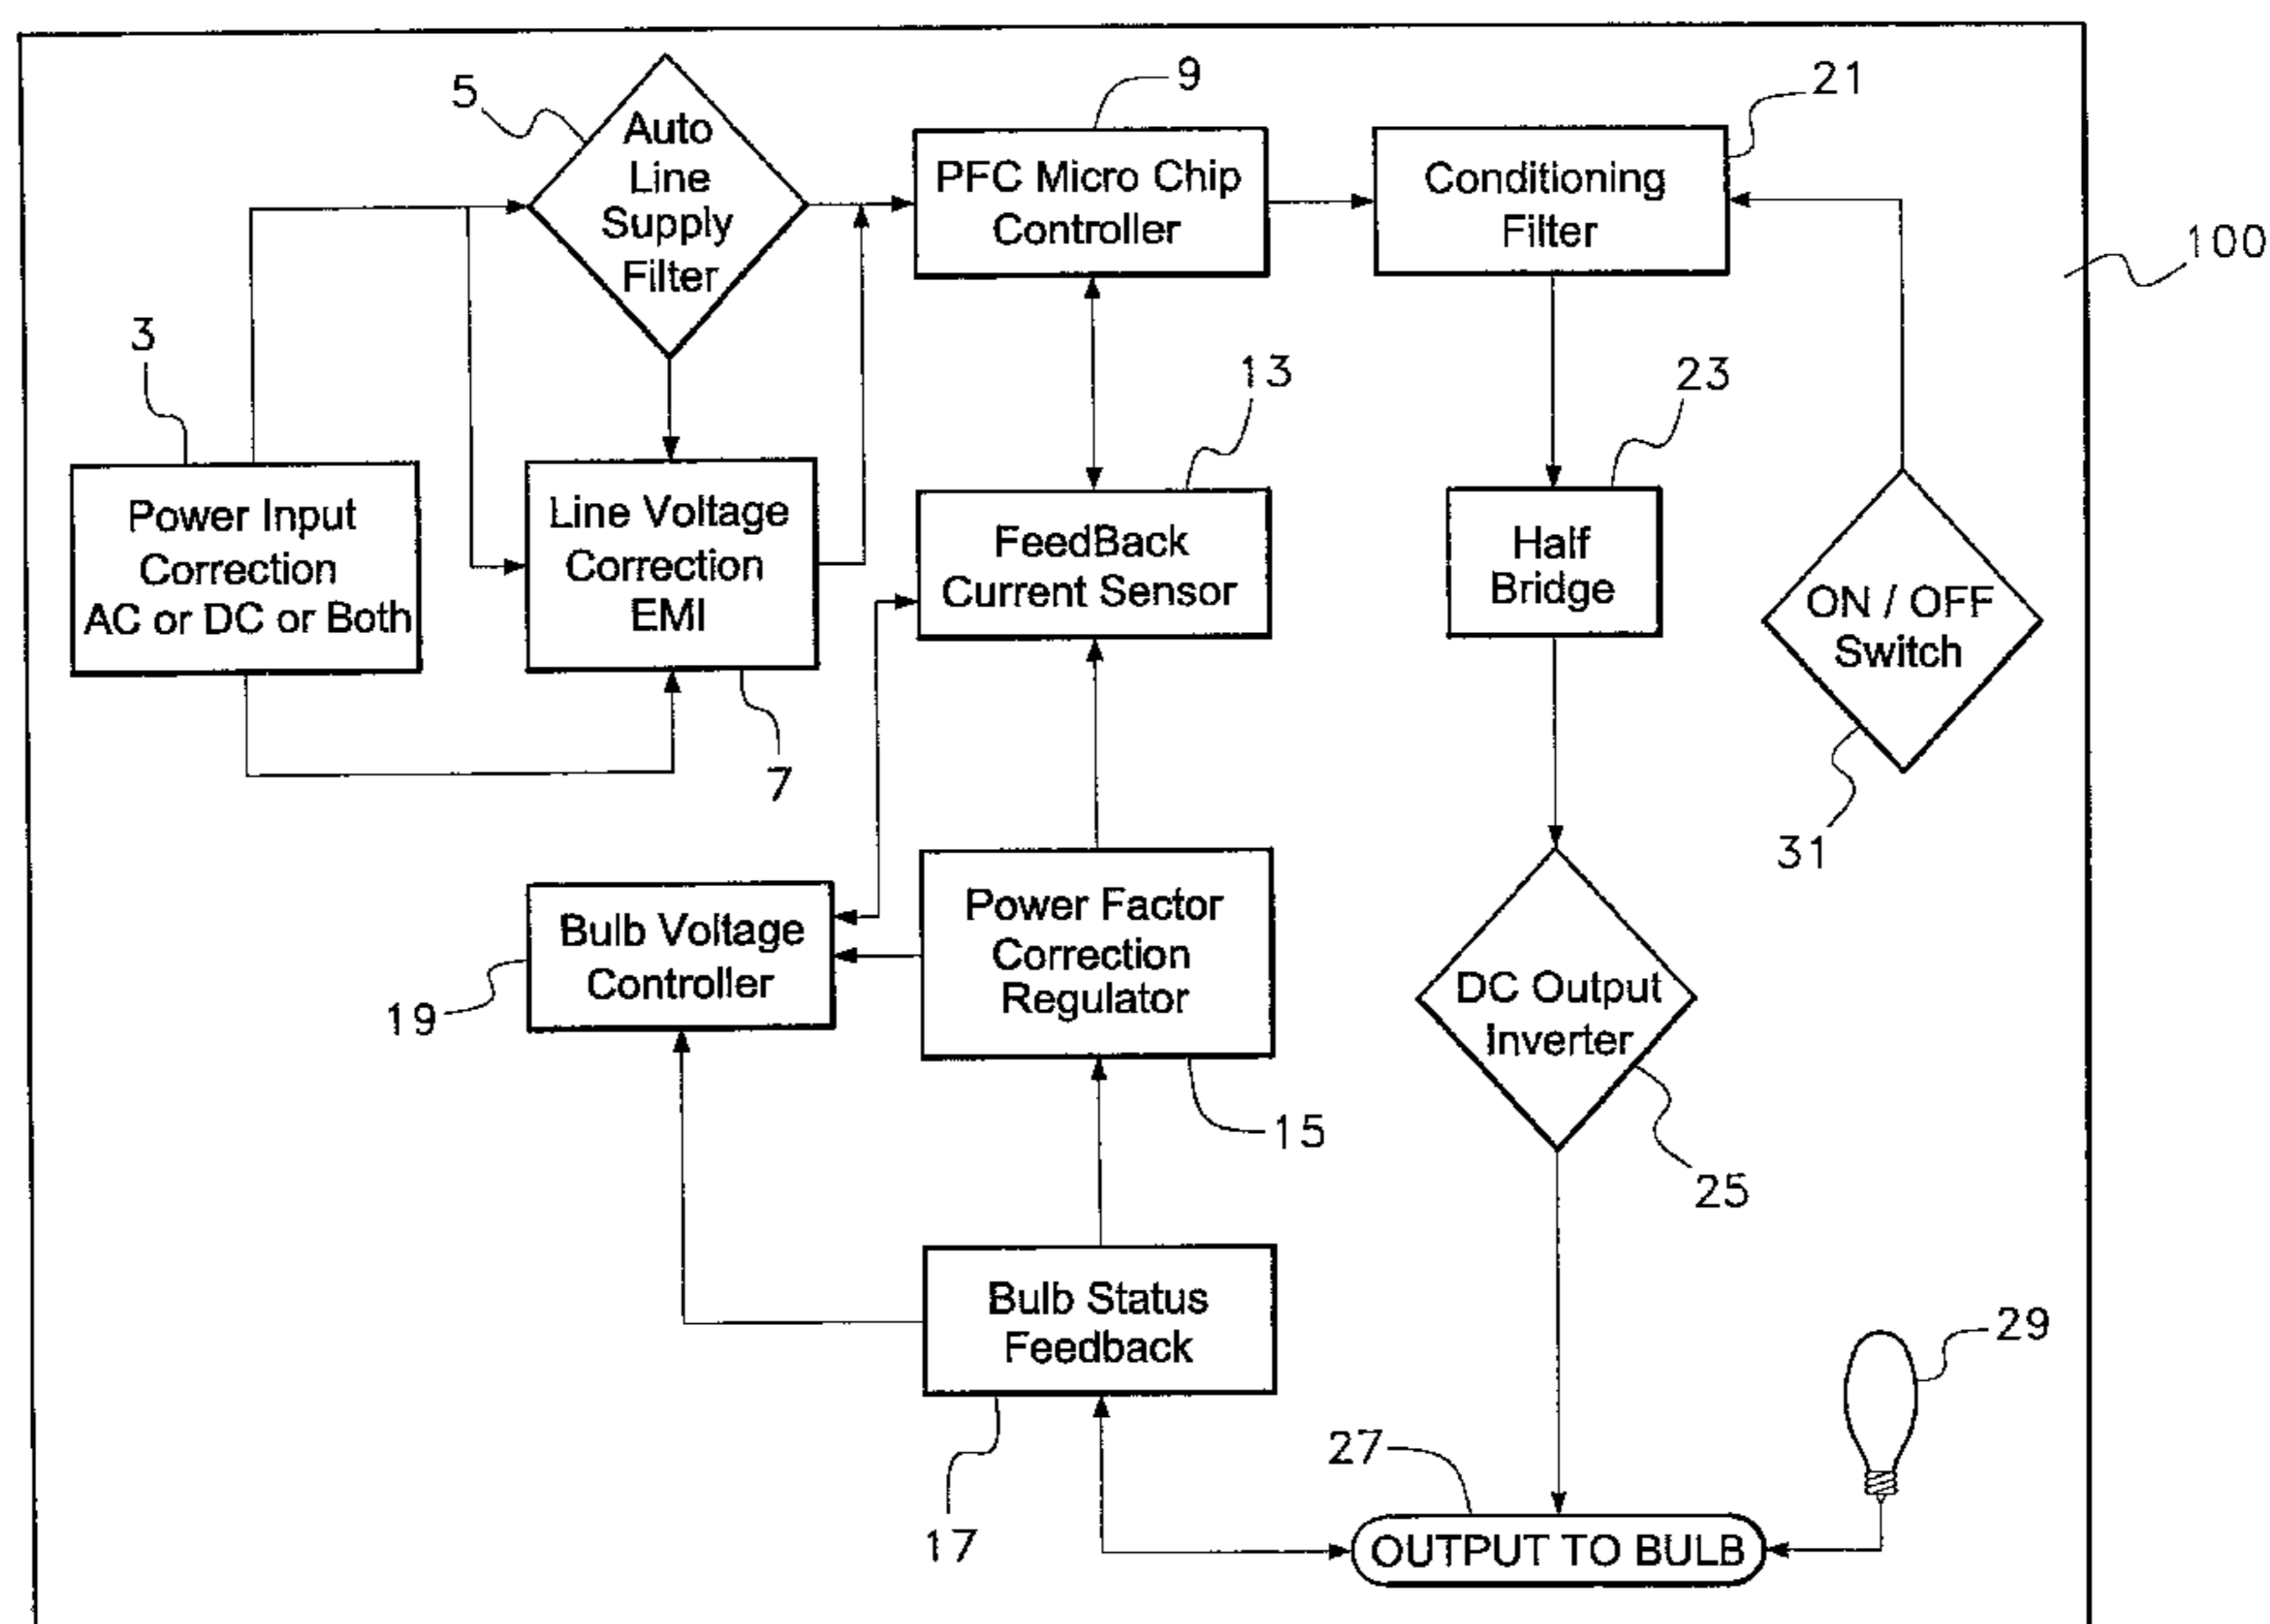 5
Auto
Line
Supply
Filter
9
PFC Micro Chip
Controller
21
Conditioning
Filter
100
3
Power Input
Correction
AC or DC or Both
Line Voltage
Correction
EMI
7
13
FeedBack
Current Sensor
23
Half
Bridge
ON / OFF
Switch
31
Bulb Voltage
Controller
19
Power Factor
Correction
Regulator
15
DC Output
Inverter
25
Bulb Status
Feedback
17
27
OUTPUT TO BULB
29